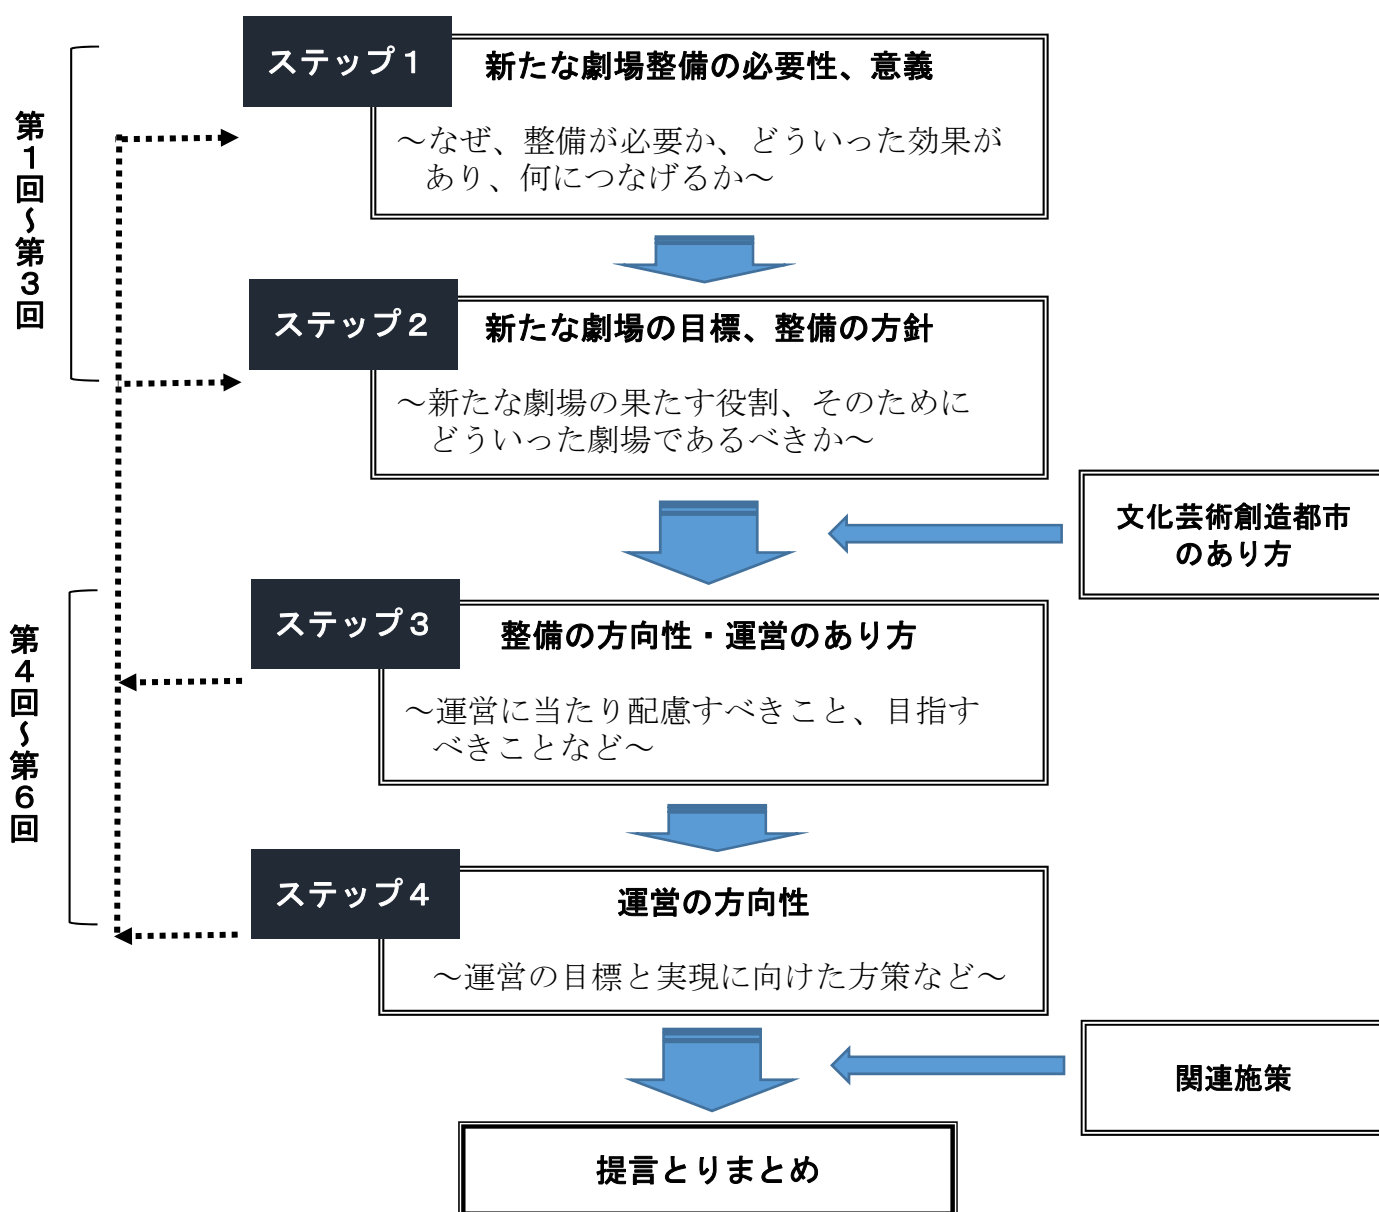 第1回～第3回
ステップ１
新たな劇場整備の必要性、意義
～なぜ、整備が必要か、どういった効果が
あり、何につなげるか～
ステップ２
新たな劇場の目標、整備の方針
～新たな劇場の果たす役割、そのために
どういった劇場であるべきか～
文化芸術創造都市
のあり方
第4回～第6回
ステップ３
整備の方向性・運営のあり方
～運営に当たり配慮すべきこと、目指す
べきことなど～
ステップ４
運営の方向性
～運営の目標と実現に向けた方策など～
関連施策
提言とりまとめ